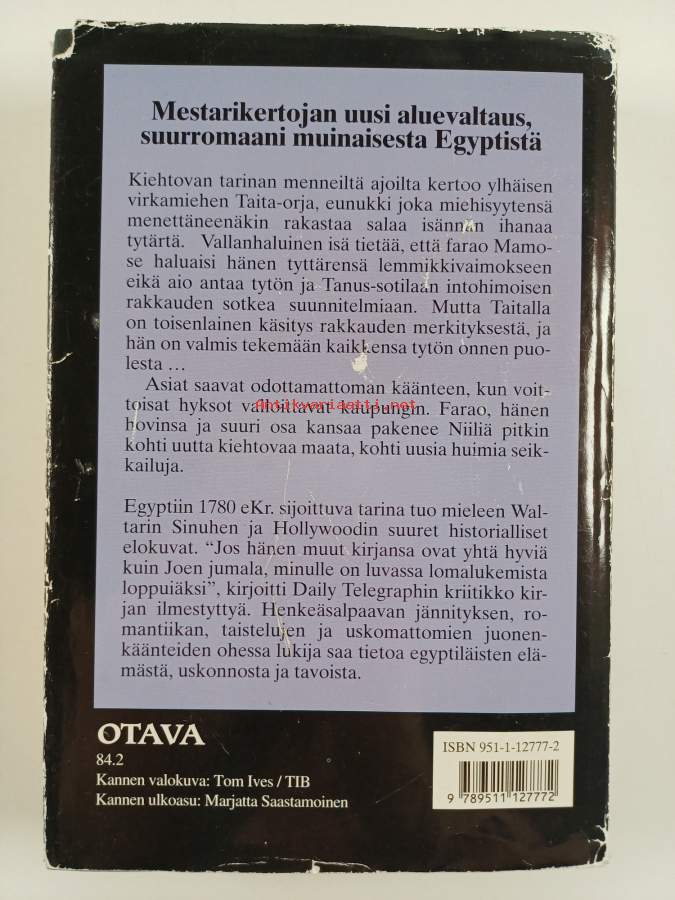 Mestarikertojan uusi aluevaltaus,
suurromaani muinaisesta Egyptistä
Kiehtovan tarinan menneiltä ajoilta kertoo ylhäisen
virkamiehen Taita-orja, eunukki joka miehisyytensä
menettäneenäkin rakastaa salaa isännän ihanaa
tytärtä. Vallanhaluinen isä tietää, että farao Mamo-
se haluaisi hänen tyttärensä lemmikkivaimokseen
eikä aio antaa tytön ja Tanus-sotilaan intohimoisen
rakkauden sotkea suunnitelmiaan. Mutta Taitalla
on toisenlainen käsitys rakkauden merkityksestä, ja
hän on valmis tekemään kaikkensa tytön onnen puo-
lesta ...
Asiat saavat odottamattoman käänteen, kun voit-
toisat hyksot valloittavat kaupungin. Farao, hänen
antikvariaatti.net
hovinsa ja suuri osa kansaa pakenee Niiliä pitkin
kohti uutta kiehtovaa maata, kohti uusia huimia seik-
kailuja.
Egyptiin 1780 eKr. sijoittuva tarina tuo mieleen Wal-
tarin Sinuhen ja Hollywoodin suuret historialliset
elokuvat. “Jos hänen muut kirjansa ovat yhtä hyviä
kuin Joen jumala, minulle on luvassa lomalukemista
loppuiäksi”, kirjoitti Daily Telegraphin kriitikko kir-
jan ilmestyttyä. Henkeäsalpaavan jännityksen, ro-
mantiikan, taistelujen ja uskomattomien juonen-
käänteiden ohessa lukija saa tietoa egyptiläisten elä-
mästä, uskonnosta ja tavoista.
OTAVA
84.2
Kannen valokuva: Tom Ives / TIB
Kannen ulkoasu: Marjatta Saastamoinen
ISBN 951-1-12777-2
9 789511 127772